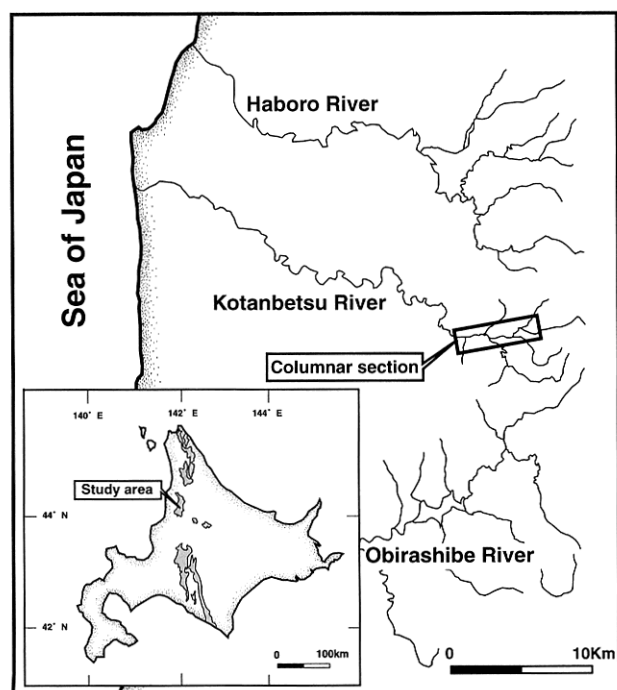 Haboro River
Sea of Japan
Kotanbetsu River
Columnar section
140° E
142° E
144° E
Study area
44° N
42° N
0 100Km
Obirashibe River
0 10Km